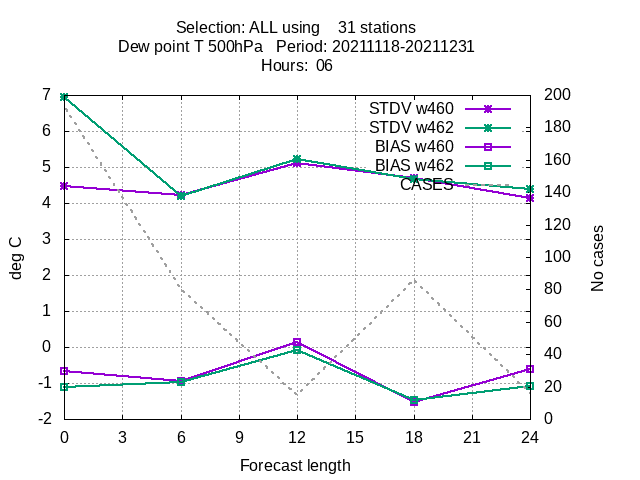 Selection: ALL using    31 stations
Dew point T 500hPa   Period: 20211118-20211231
Hours:  06
STDV w460
STDV w462
BIAS w460
BIAS w462
CASES
deg C
7
6
5
4
3
2
1
0
-1
-2
200
180
160
140
120
100
80
60
40
20
0
No cases
0 3 6 9 12 15 18 21 24
Forecast length